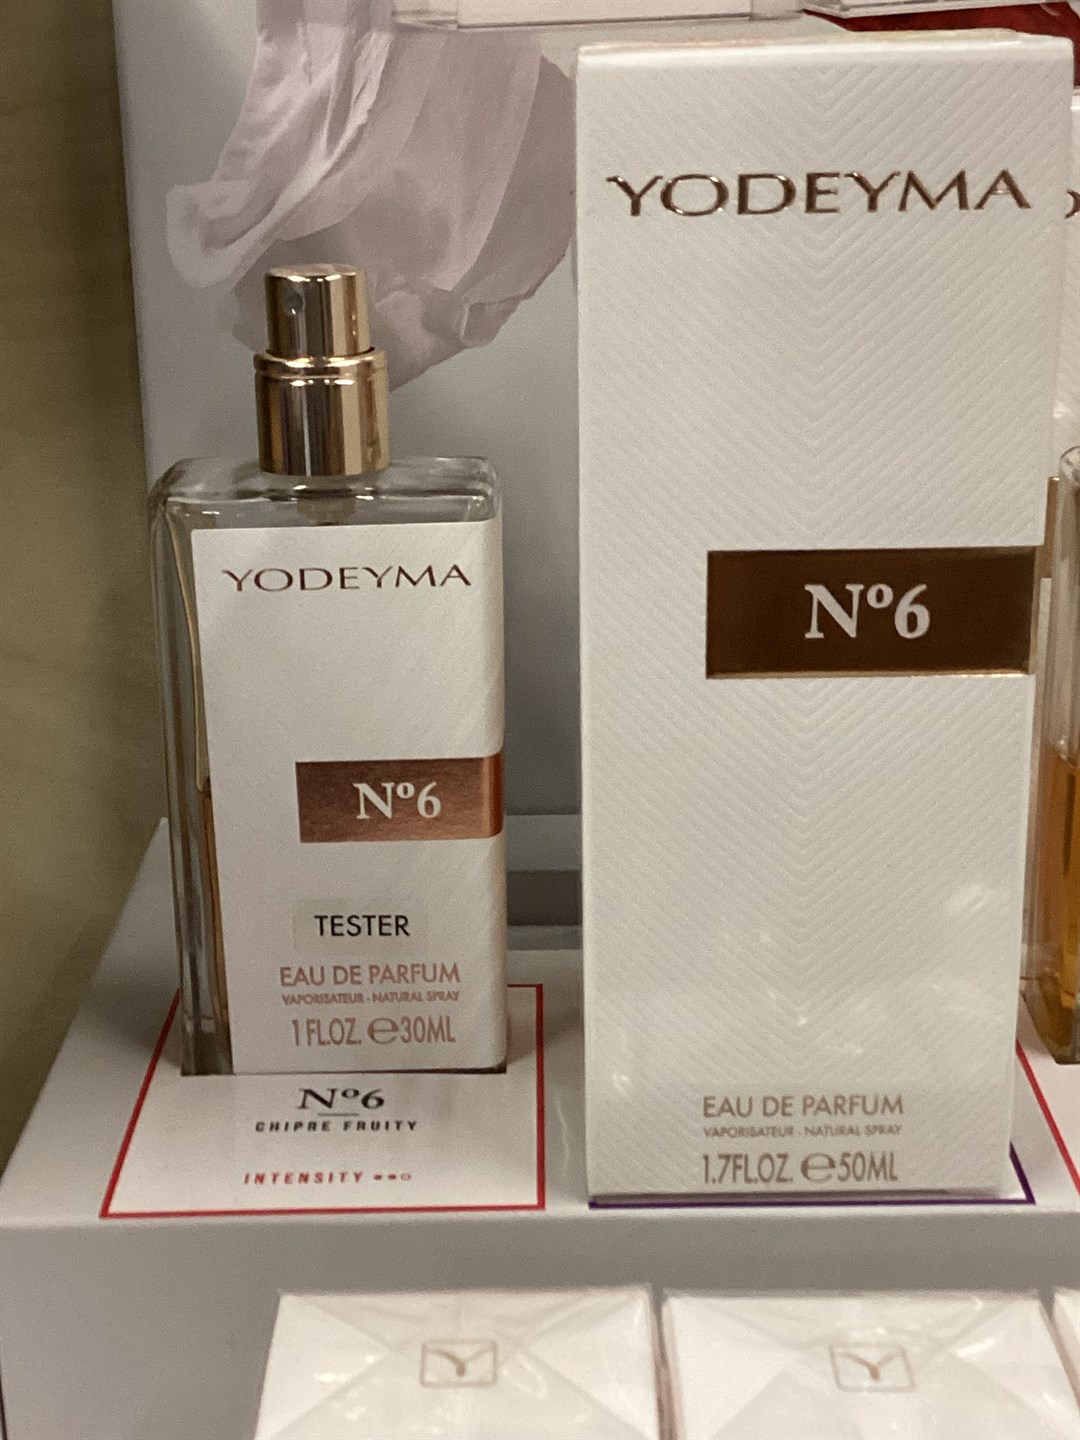 YODEYMA
Nº6
TESTER
EAU DE PARFUM
VAPORISATEUR - NATURAL SPRAY
1 FL.OZ. ℮30ML
Nº6
CHIPRE FRUITY
INTENSITY
YODEYMA
Nº6
EAU DE PARFUM
VAPORISATEUR - NATURAL SPRAY
1.7FL.OZ. ℮50ML
Y
Y